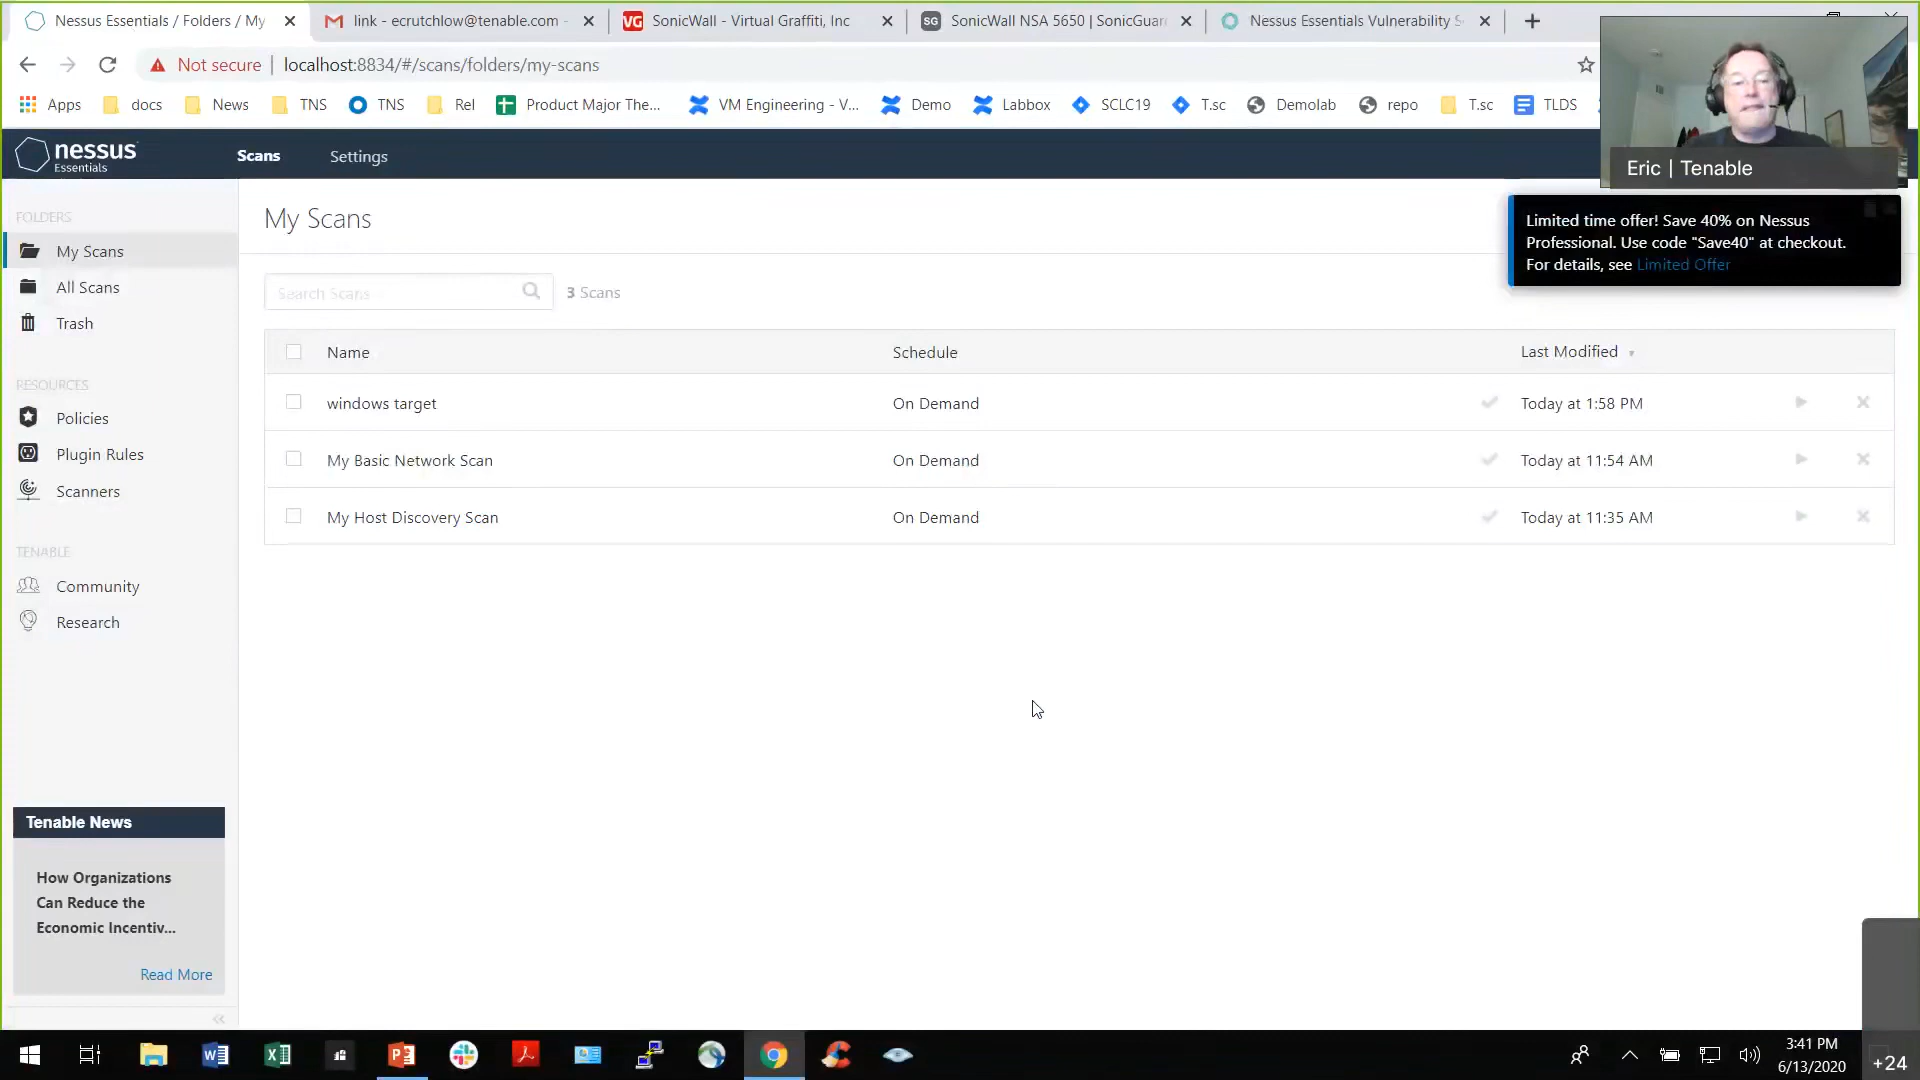 Nessus Essentials / Folders / My
link - ecrutchlow@tenable.com -
VG
SonicWall - Virtual Graffiti, Inc
SG
SonicWall NSA 5650 | SonicGuar
Nessus Essentials Vulnerability S
Not secure
localhost:8834/#/scans/folders/my-scans
Apps
docs
News
TNS
TNS
Rel
Product Major The...
VM Engineering - V...
Demo
Labbox
SCLC19
T.sc
Demolab
repo
T.sc
TLDS
Eric | Tenable
nessus
Essentials
Scans
Settings
Limited time offer! Save 40% on Nessus
Professional. Use code "Save40" at checkout.
For details, see Limited Offer
FOLDERS
My Scans
All Scans
Trash
RESOURCES
Policies
Plugin Rules
Scanners
TENABLE
Community
Research
Tenable News
How Organizations
Can Reduce the
Economic Incentiv...
Read More
My Scans
Search Scans
3 Scans
Name
Schedule
Last Modified
windows target
On Demand
Today at 1:58 PM
My Basic Network Scan
On Demand
Today at 11:54 AM
My Host Discovery Scan
On Demand
Today at 11:35 AM
3:41 PM
6/13/2020
+24